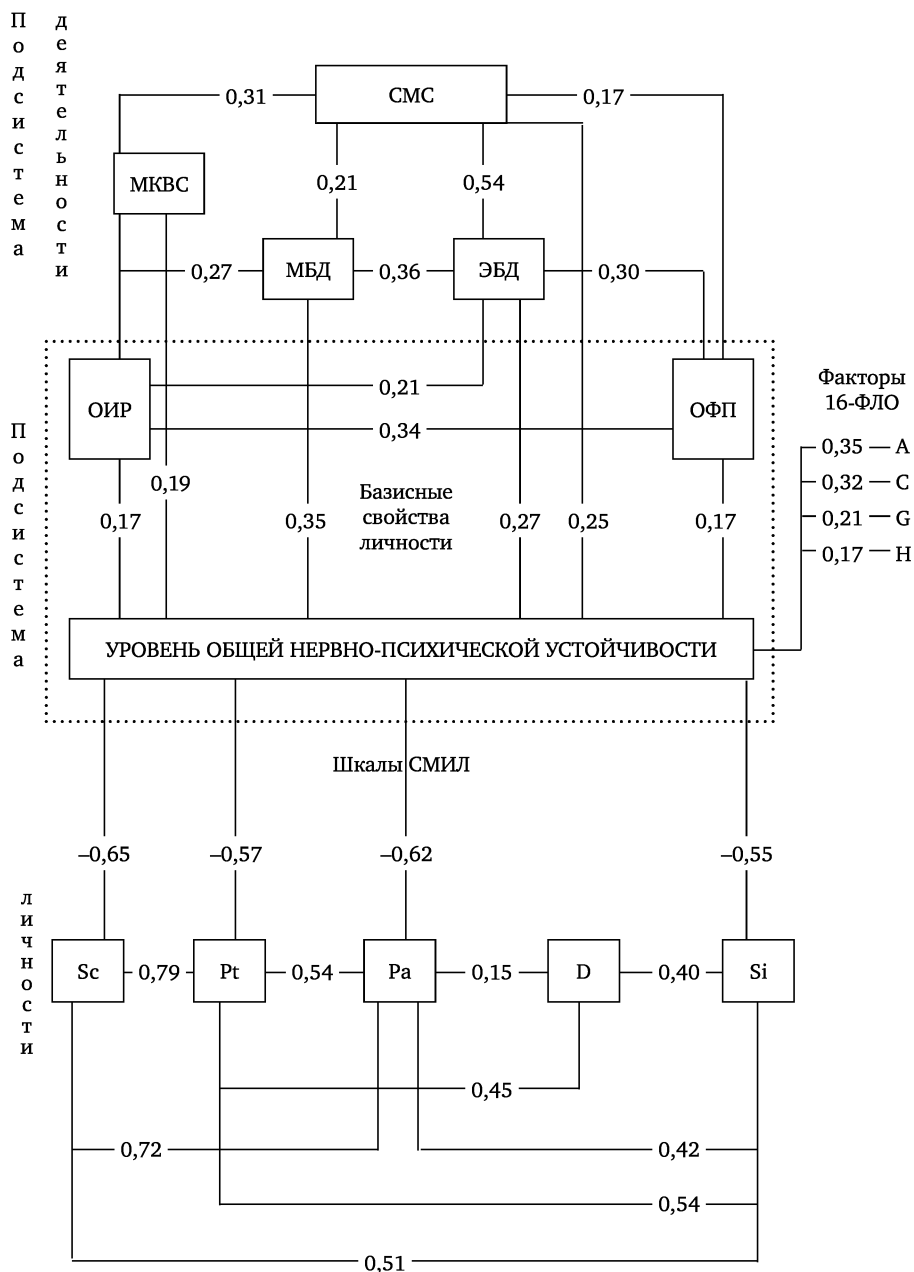 Подсистема
деятельности
0,31
СМС
0,17
МКВС
0,21
0,54
0,27
МБД
0,36
ЭБД
0,30
ОИР
0,21
0,34
ОФП
Факторы
16-ФЛО
0,35 — A
0,32 — C
0,21 — G
0,17 — H
Подсистема
0,19
Базисные
свойства
личности
0,17
0,35
0,27
0,25
0,17
УРОВЕНЬ ОБЩЕЙ НЕРВНО-ПСИХИЧЕСКОЙ УСТОЙЧИВОСТИ
Шкалы СМИЛ
–0,65
–0,57
–0,62
–0,55
личности
Sc
0,79
Pt
0,54
Pa
0,15
D
0,40
Si
0,45
0,72
0,42
0,54
0,51